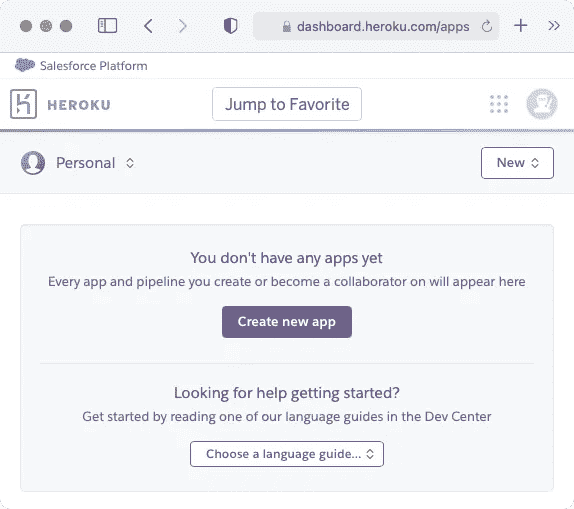 dashboard.heroku.com/apps
Salesforce Platform
HEROKU
Jump to Favorite
Personal
New
You don't have any apps yet
Every app and pipeline you create or become a collaborator on will appear here
Create new app
Looking for help getting started?
Get started by reading one of our language guides in the Dev Center
Choose a language guide...